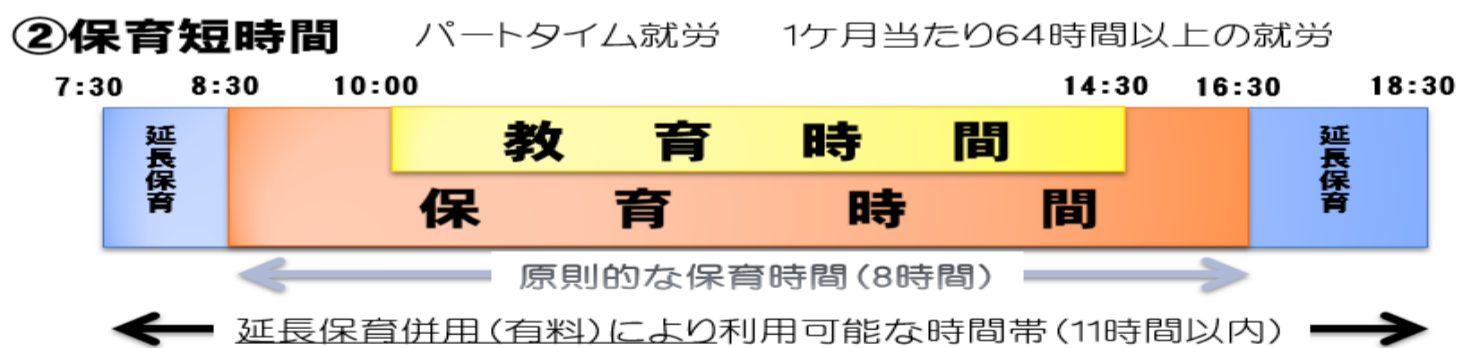 ②保育短時間 パートタイム就労 1ケ月当たり64時間以上の就労
7:30 8:30 10:00 14:30 16:30 18:30
延長保育
教育時間
延長保育
保育時間
原則的な保育時間(8時間)
延長保育併用(有料)により利用可能な時間帯(11時間以内)